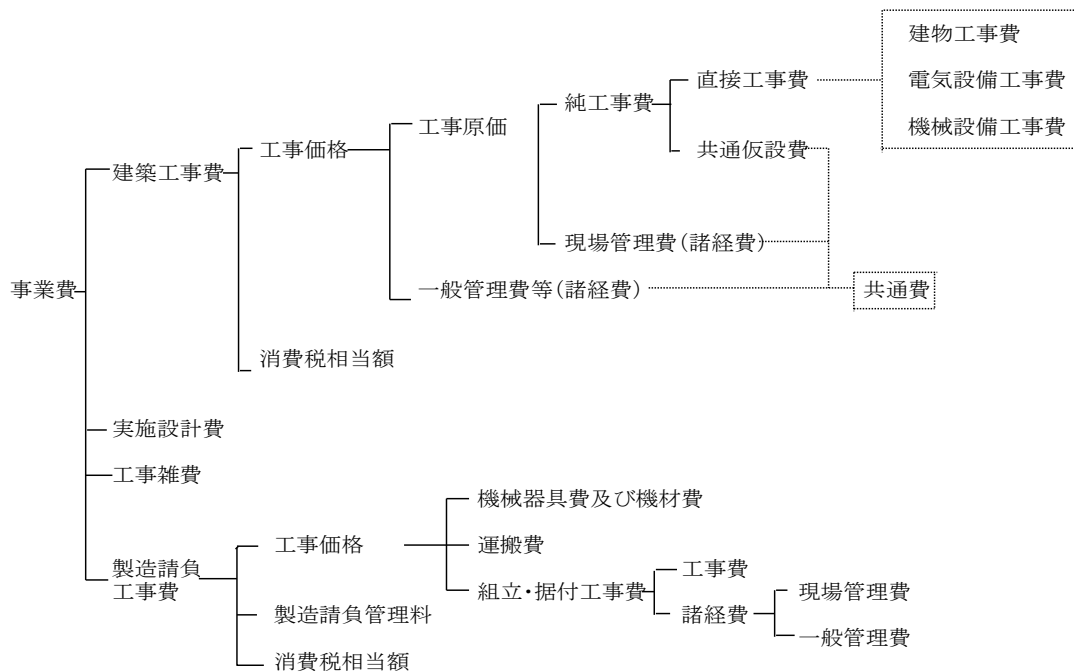 建物工事費
電気設備工事費
機械設備工事費
直接工事費
純工事費
工事原価
共通仮設費
工事価格
建築工事費
現場管理費(諸経費)
事業費
一般管理費等(諸経費)
共通費
消費税相当額
実施設計費
工事雑費
機械器具費及び機材費
工事価格
運搬費
製造請負
工事費
組立・据付工事費
工事費
諸経費
現場管理費
製造請負管理料
一般管理費
消費税相当額